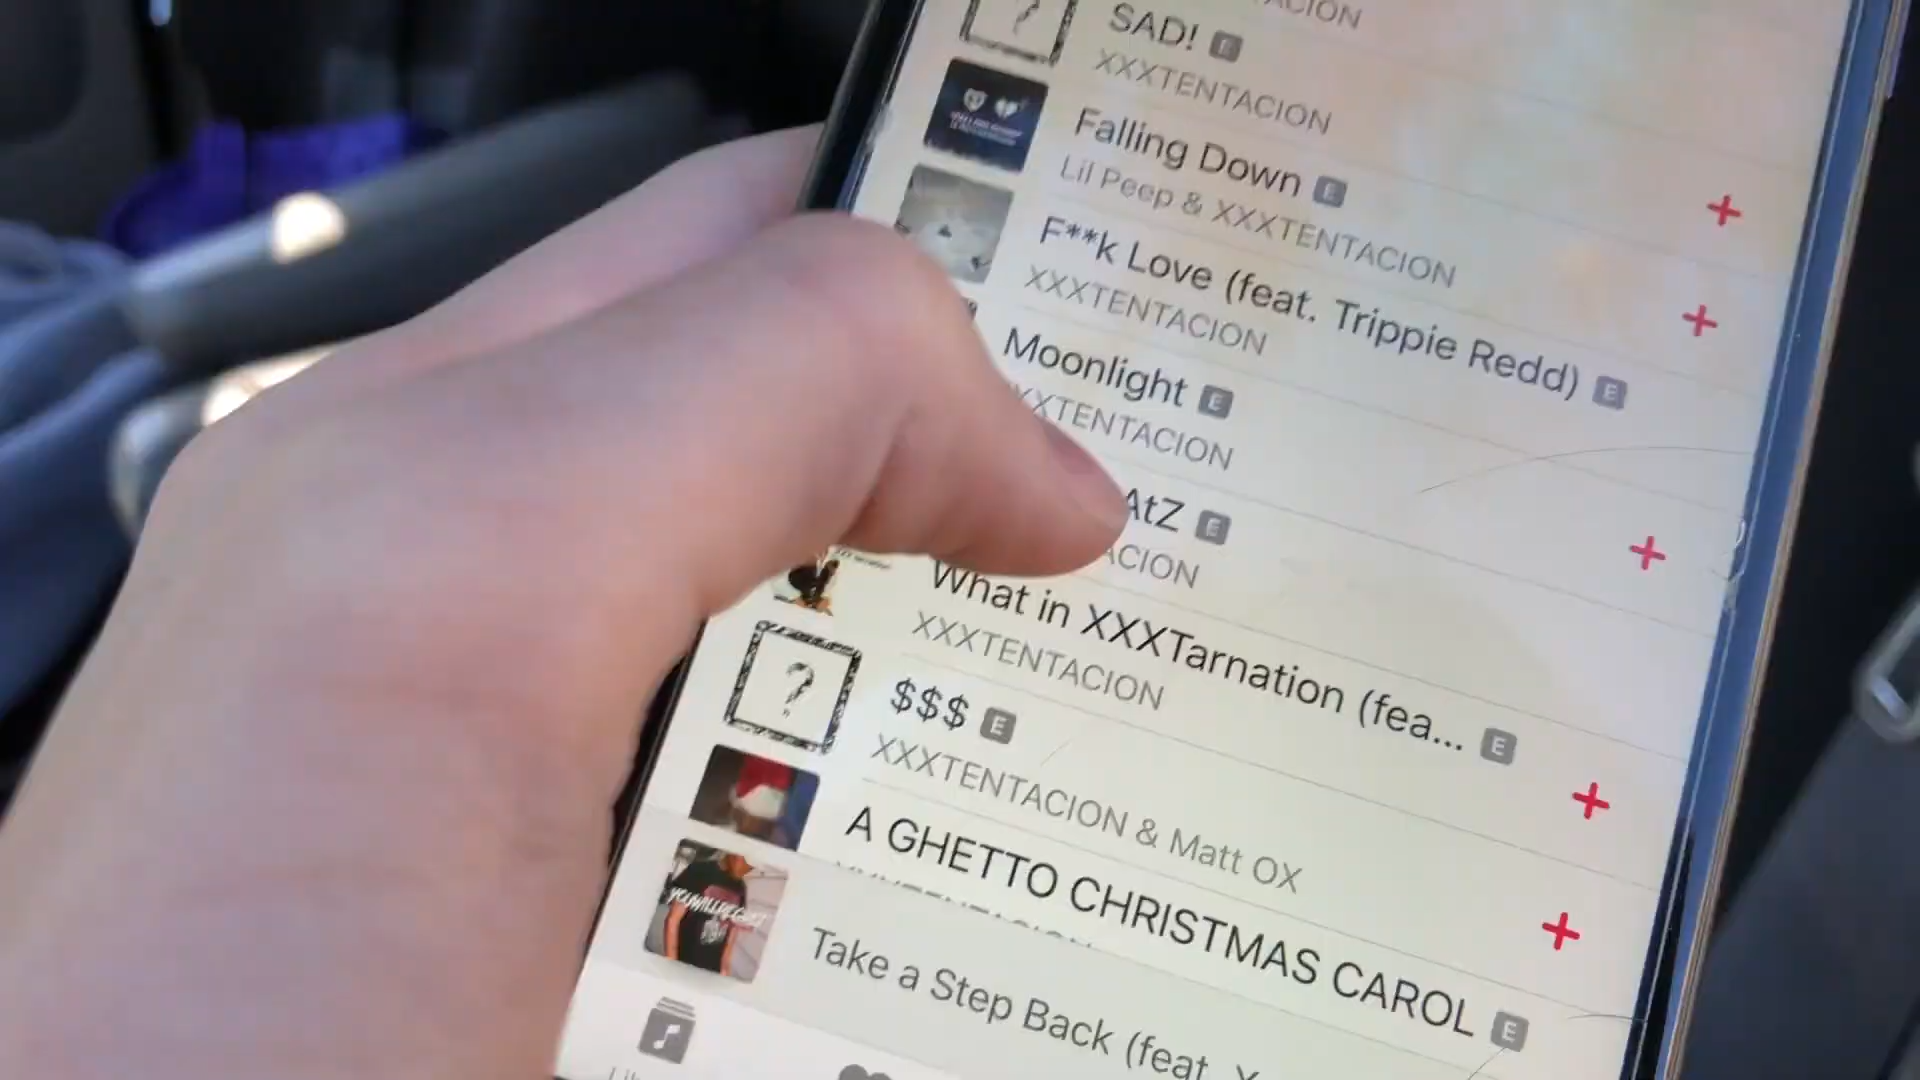 SAD! E
XXXTENTACION
Falling Down E
Lil Peep & XXXTENTACION
F**k Love (feat. Trippie Redd) E
XXXTENTACION
Moonlight E
XXTENTACION
AtZ E
ACION
What in XXXTarnation (fea... E
XXXTENTACION
$$$ E
XXXTENTACION & Matt OX
A GHETTO CHRISTMAS CAROL E
Take a Step Back (feat. X